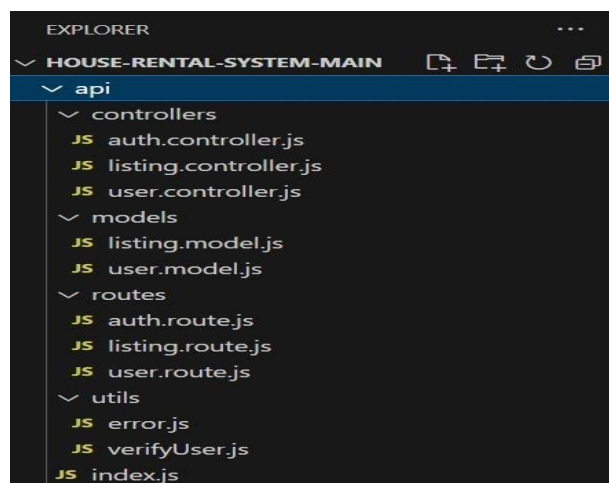 EXPLORER ...
HOUSE-RENTAL-SYSTEM-MAIN
api
controllers
JS auth.controller.js
JS listing.controller.js
JS user.controller.js
models
JS listing.model.js
JS user.model.js
routes
JS auth.route.js
JS listing.route.js
JS user.route.js
utils
JS error.js
JS verifyUser.js
JS index.js